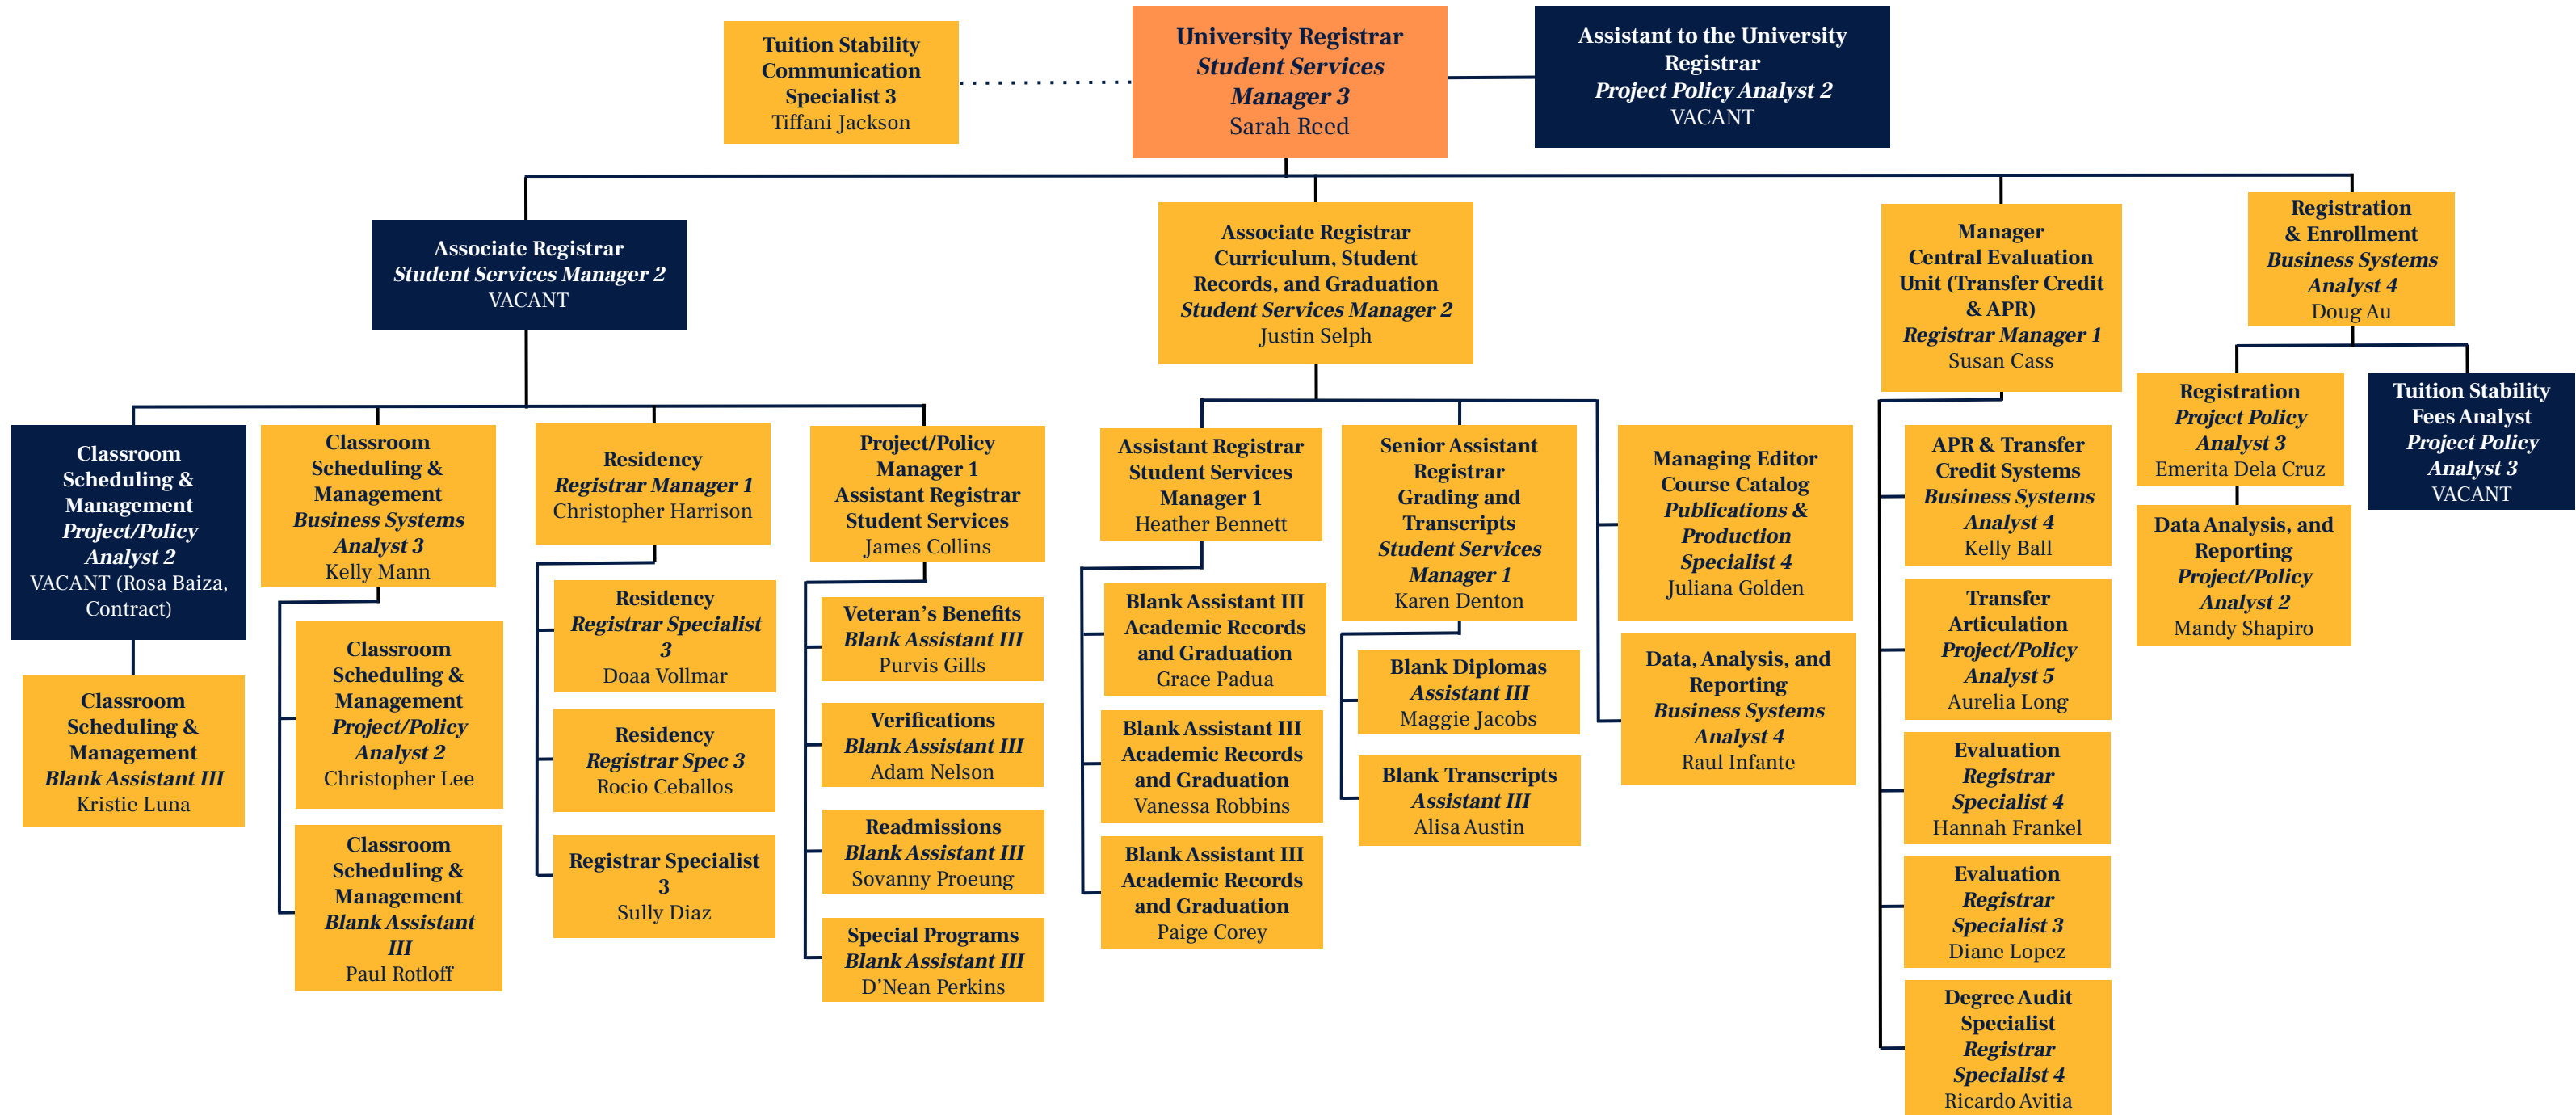 Tuition Stability
Communication
Specialist 3
Tiffani Jackson
University Registrar
Student Services
Manager 3
Sarah Reed
Assistant to the University
Registrar
Project Policy Analyst 2
VACANT
Associate Registrar
Student Services Manager 2
VACANT
Associate Registrar
Curriculum, Student
Records, and Graduation
Student Services Manager 2
Justin Selph
Manager
Central Evaluation
Unit (Transfer Credit
& APR)
Registrar Manager 1
Susan Cass
Registration
& Enrollment
Business Systems
Analyst 4
Doug Au
Classroom
Scheduling &
Management
Project/Policy
Analyst 2
VACANT (Rosa Baiza,
Contract)
Classroom
Scheduling &
Management
Blank Assistant III
Kristie Luna
Classroom
Scheduling &
Management
Business Systems
Analyst 3
Kelly Mann
Classroom
Scheduling &
Management
Project/Policy
Analyst 2
Christopher Lee
Classroom
Scheduling &
Management
Blank Assistant
III
Paul Rotloff
Residency
Registrar Manager 1
Christopher Harrison
Residency
Registrar Specialist
3
Doaa Vollmar
Residency
Registrar Spec 3
Rocio Ceballos
Registrar Specialist
3
Sully Diaz
Project/Policy
Manager 1
Assistant Registrar
Student Services
James Collins
Veteran's Benefits
Blank Assistant III
Purvis Gills
Verifications
Blank Assistant III
Adam Nelson
Readmissions
Blank Assistant III
Sovanny Proeung
Special Programs
Blank Assistant III
D'Nean Perkins
Assistant Registrar
Student Services
Manager 1
Heather Bennett
Blank Assistant III
Academic Records
and Graduation
Grace Padua
Blank Assistant III
Academic Records
and Graduation
Vanessa Robbins
Blank Assistant III
Academic Records
and Graduation
Paige Corey
Senior Assistant
Registrar
Grading and
Transcripts
Student Services
Manager 1
Karen Denton
Blank Diplomas
Assistant III
Maggie Jacobs
Blank Transcripts
Assistant III
Alisa Austin
Managing Editor
Course Catalog
Publications &
Production
Specialist 4
Juliana Golden
Data, Analysis, and
Reporting
Business Systems
Analyst 4
Raul Infante
APR & Transfer
Credit Systems
Business Systems
Analyst 4
Kelly Ball
Transfer
Articulation
Project/Policy
Analyst 5
Aurelia Long
Evaluation
Registrar
Specialist 4
Hannah Frankel
Evaluation
Registrar
Specialist 3
Diane Lopez
Degree Audit
Specialist
Registrar
Specialist 4
Ricardo Avitia
Registration
Project Policy
Analyst 3
Emerita Dela Cruz
Data Analysis, and
Reporting
Project/Policy
Analyst 2
Mandy Shapiro
Tuition Stability
Fees Analyst
Project Policy
Analyst 3
VACANT